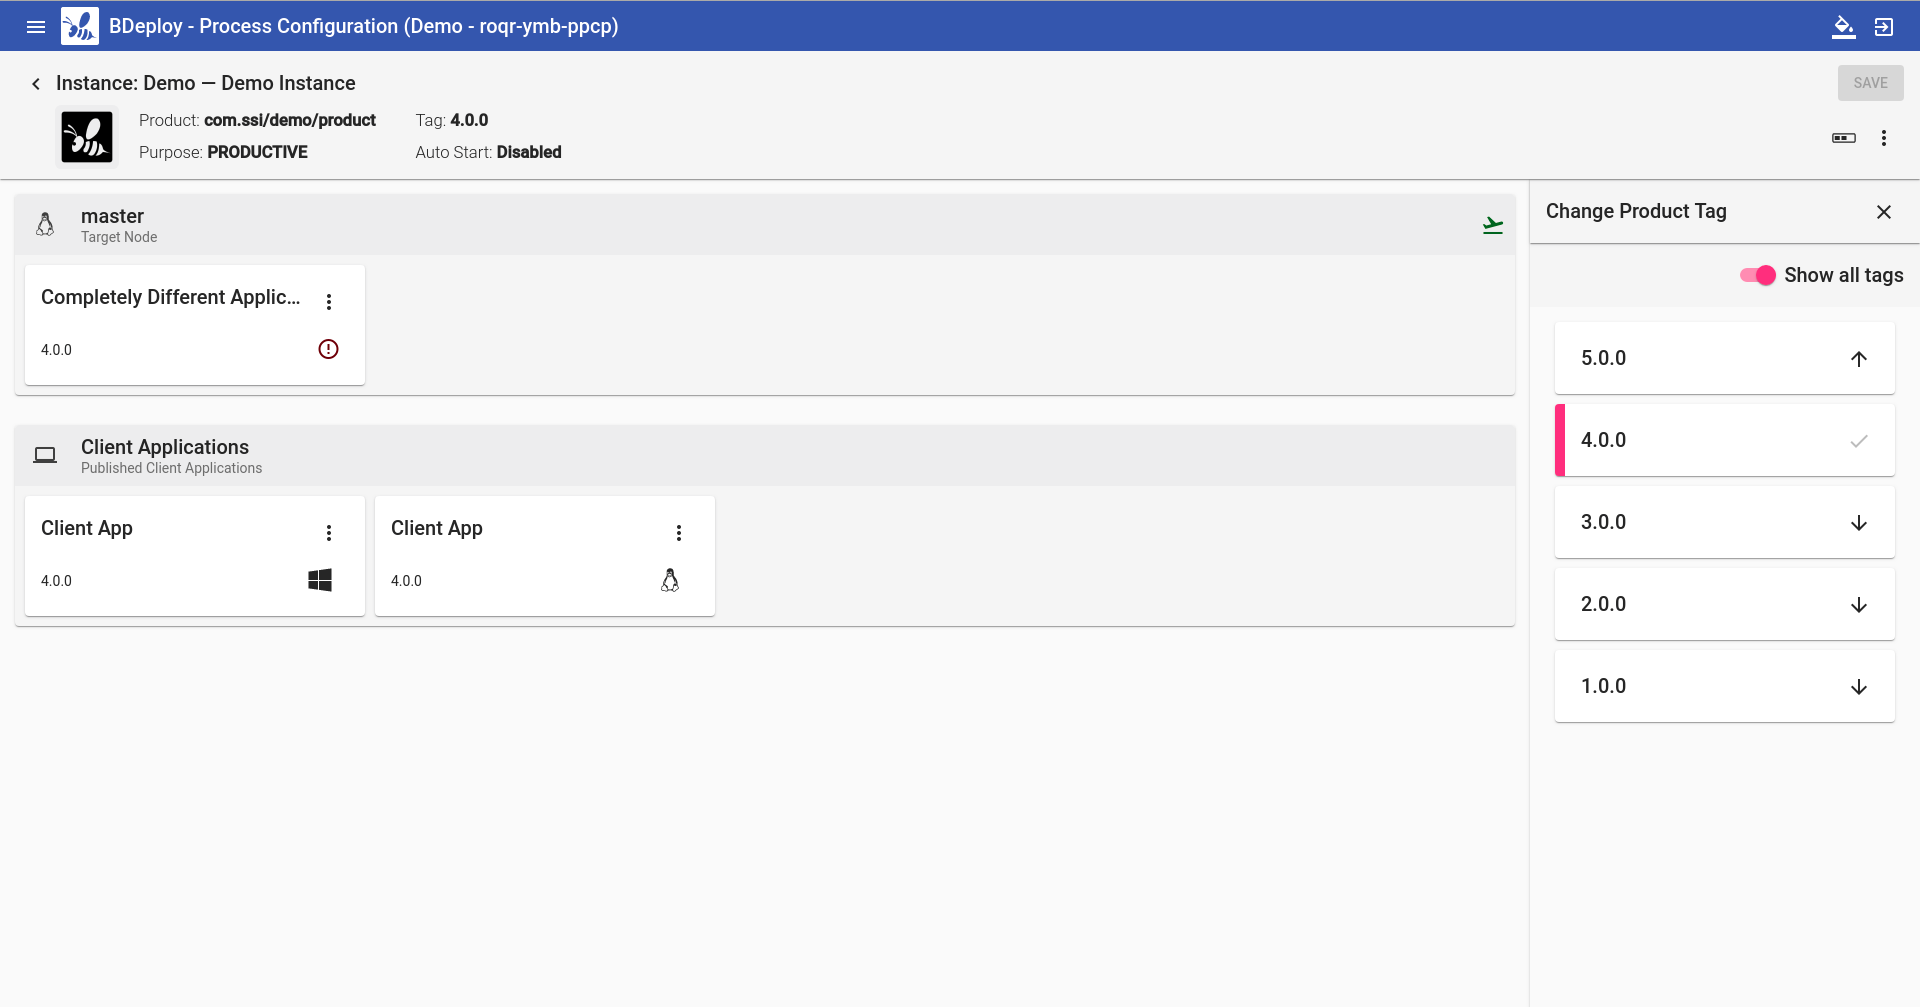 BDeploy - Process Configuration (Demo - roqr-ymb-ppcp)
Instance: Demo — Demo Instance
SAVE
Product: com.ssi/demo/product
Tag: 4.0.0
Purpose: PRODUCTIVE
Auto Start: Disabled
master
Target Node
Completely Different Applic...
4.0.0
Client Applications
Published Client Applications
Client App
4.0.0
Client App
4.0.0
Change Product Tag
Show all tags
5.0.0
4.0.0
3.0.0
2.0.0
1.0.0